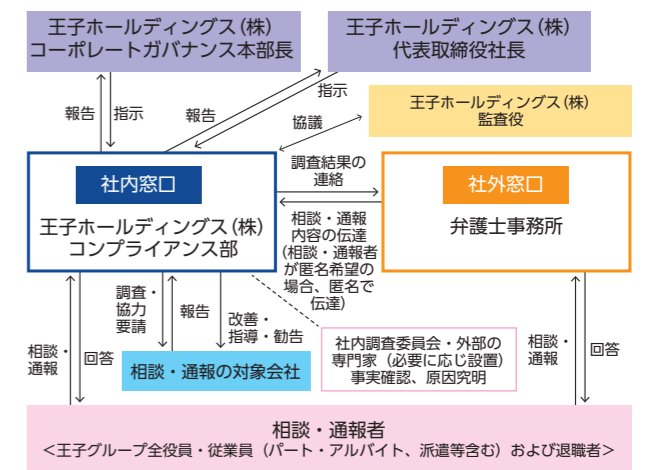 王子ホールディングス（株）
コーポレートガバナンス本部長
王子ホールディングス（株）
代表取締役社長
報告
指示
報告
指示
王子ホールディングス（株）
監査役
協議
社内窓口
王子ホールディングス（株）
コンプライアンス部
調査結果の
連絡
相談・通報
内容の伝達
(相談・通報者
が匿名希望の
場合、匿名で
伝達)
社外窓口
弁護士事務所
調査・
協力
要請
報告
改善・
指導・勧告
相談・
通報
回答
相談・通報の対象会社
社内調査委員会・外部の
専門家（必要に応じ設置）
事実確認、原因究明
相談・
通報
回答
相談・通報者
＜王子グループ全役員・従業員（パート・アルバイト、派遣等含む）および退職者＞